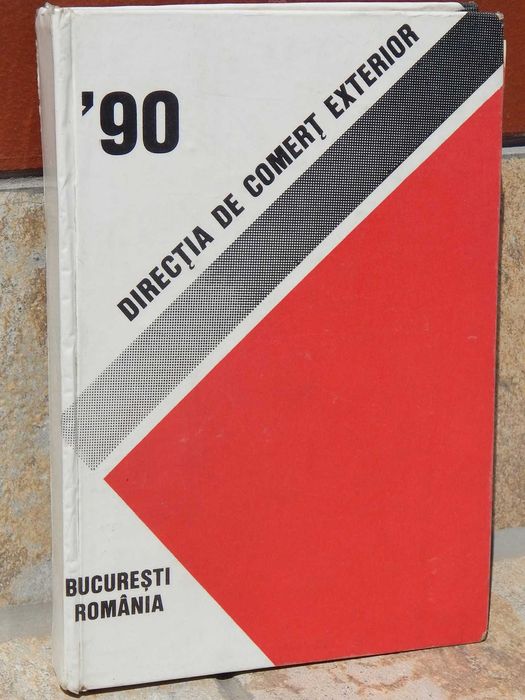 '90
DIRECȚIA DE COMERȚ EXTERIOR
BUCUREȘTI
ROMÂNIA